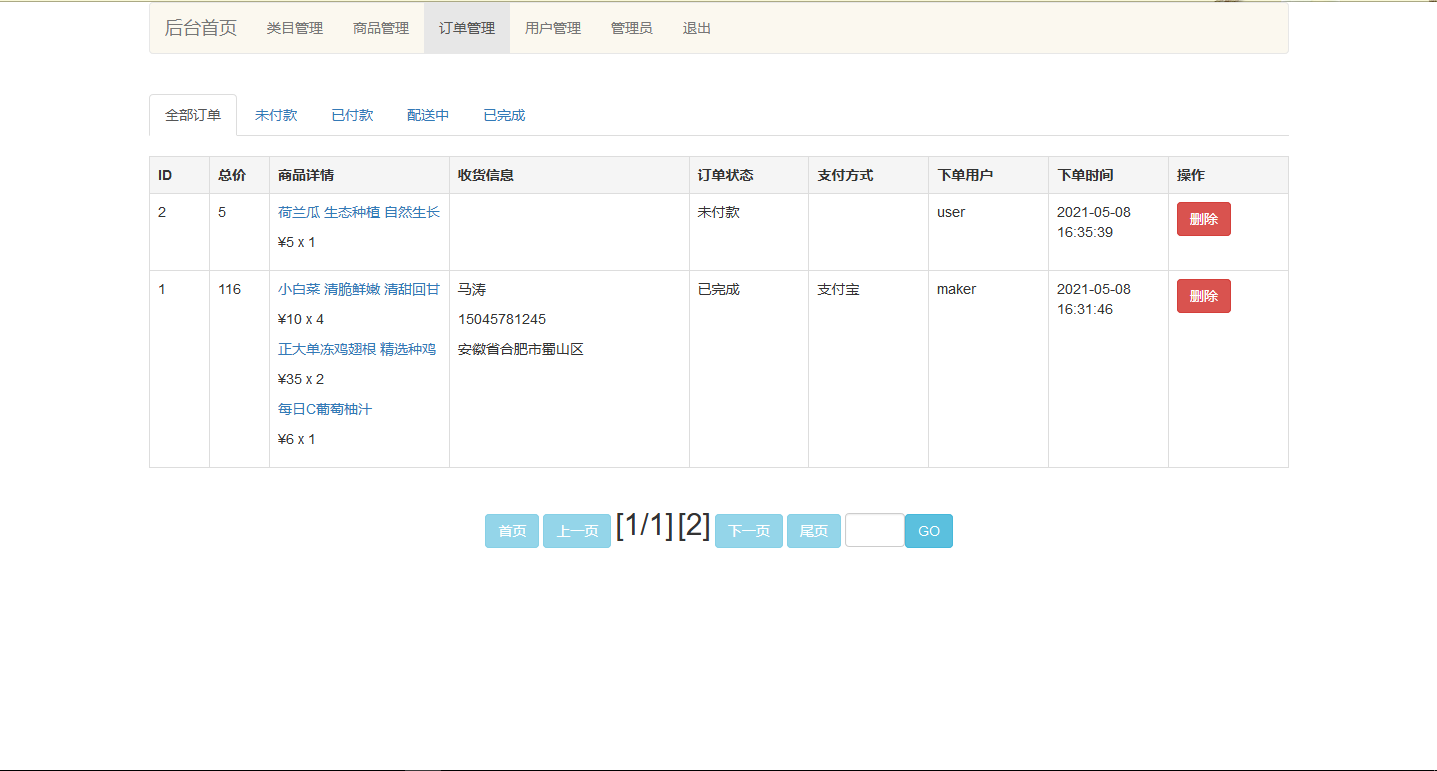 后台首页 类目管理 商品管理 订单管理 用户管理 管理员 退出
全部订单 未付款 已付款 配送中 已完成
ID 总价 商品详情 收货信息 订单状态 支付方式 下单用户 下单时间 操作
2 5 荷兰瓜 生态种植 自然生长 未付款 user 2021-05-08 删除
¥5 x 1 16:35:39
1 116 小白菜 清脆鲜嫩 清甜回甘 马涛 已完成 支付宝 maker 2021-05-08 删除
¥10 x 4 15045781245 16:31:46
正大单冻鸡翅根 精选种鸡 安徽省合肥市蜀山区
¥35 x 2
每日C葡萄柚汁
¥6 x 1
首页 上一页 [1/1] [2] 下一页 尾页 GO